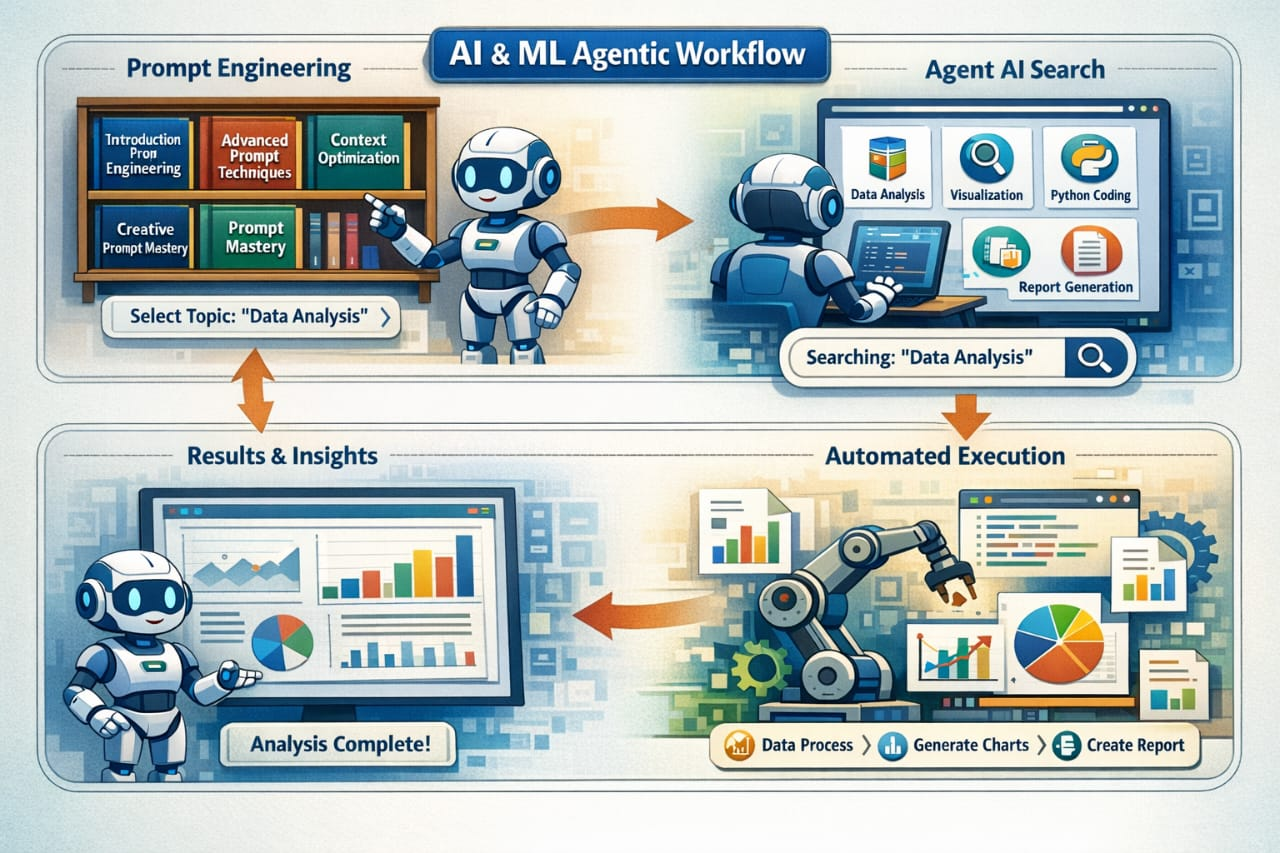 AI & ML Agentic Workflow
Prompt Engineering
Introduction
Pron
Engineering
Advanced
Prompt
Techniques
Context
Optimization
Creative
Prompt Mastery
Prompt
Mastery
Select Topic: "Data Analysis"
Agent AI Search
Data Analysis
Visualization
Python Coding
Report Generation
Searching: "Data Analysis"
Results & Insights
Analysis Complete!
Automated Execution
Data Process
Generate Charts
Create Report